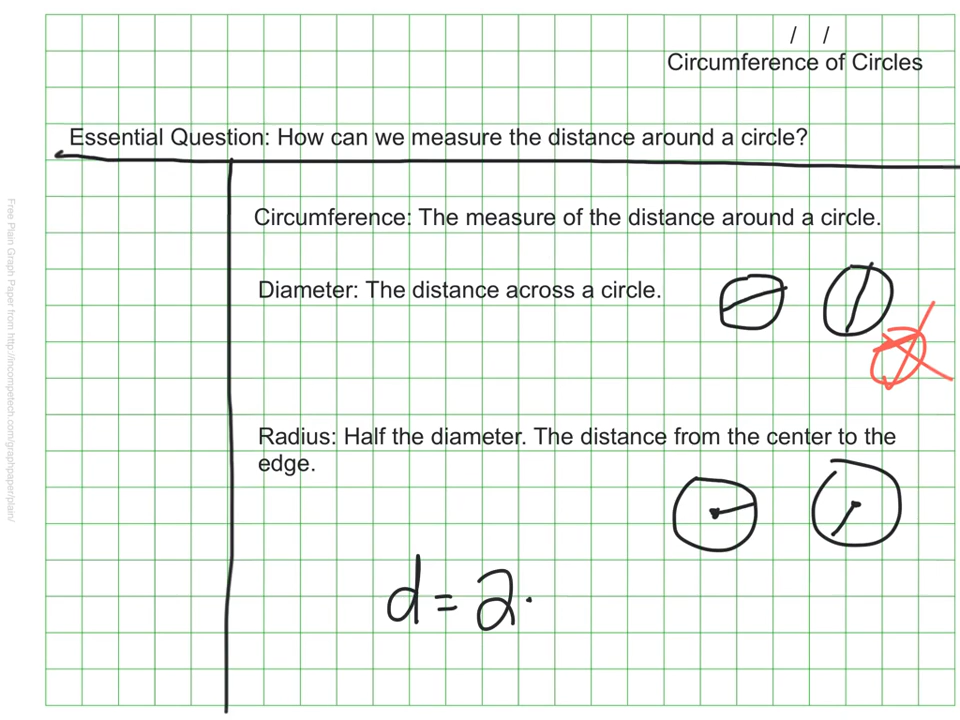 / /
Circumference of Circles
Essential Question: How can we measure the distance around a circle?
Circumference: The measure of the distance around a circle.
Diameter: The distance across a circle.
Radius: Half the diameter. The distance from the center to the
edge.
d = 2 ·
Free Plain Graph Paper from http://incompetech.com/graphpaper/plain/